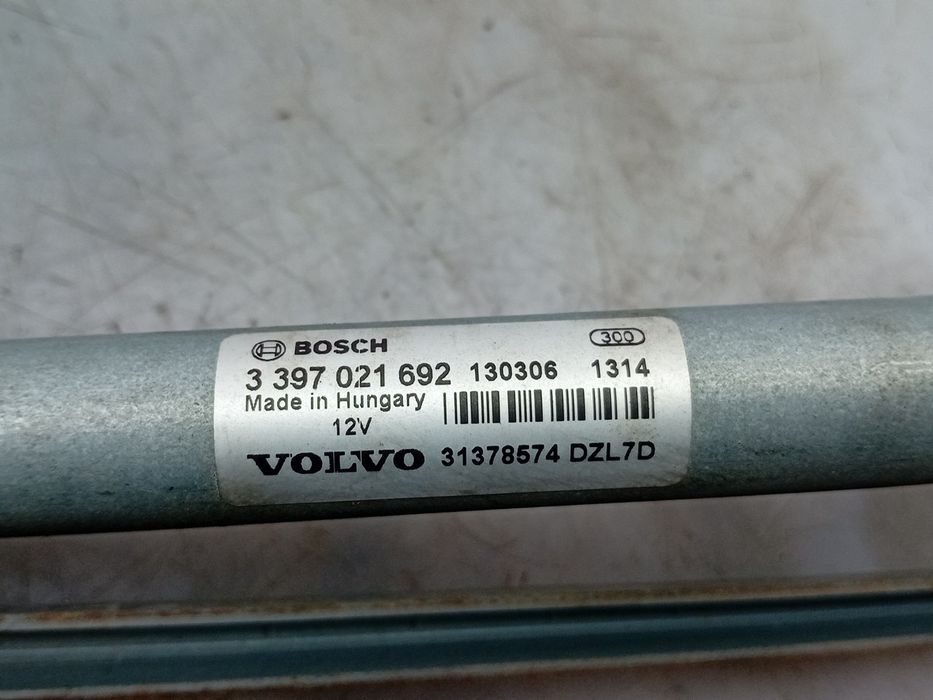 BOSCH 300
3 397 021 692 130306 1314
Made in Hungary
12V
VOLVO 31378574 DZL7D